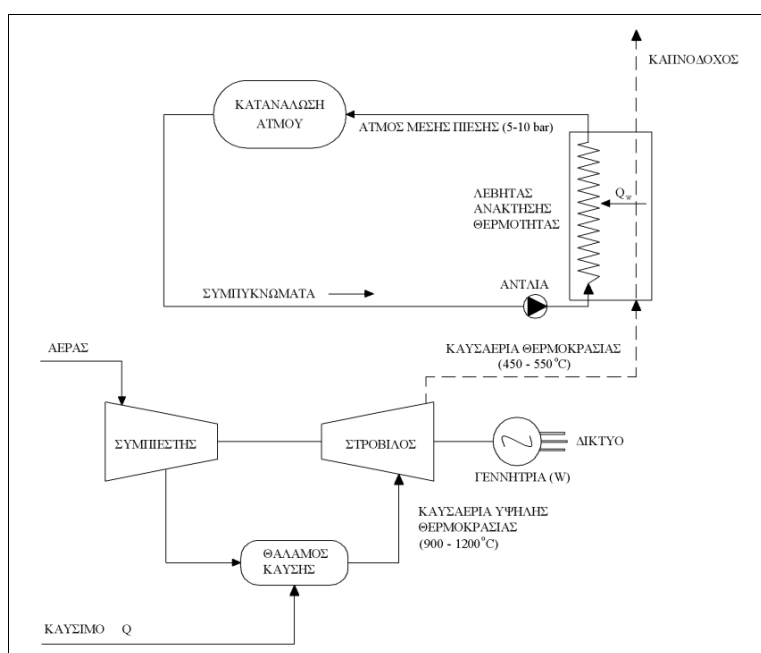 ΚΑΠΝΟΔΟΧΟΣ
ΚΑΤΑΝΑΛΩΣΗ
ΑΤΜΟΥ
ΑΤΜΟΣ ΜΕΣΗΣ ΠΙΕΣΗΣ (5-10 bar)
ΛΕΒΗΤΑΣ
ΑΝΑΚΤΗΣΗΣ
ΘΕΡΜΟΤΗΤΑΣ
Qw
ΣΥΜΠΥΚΝΩΜΑΤΑ
ΑΝΤΛΙΑ
ΑΕΡΑΣ
ΚΑΥΣΑΕΡΙΑ ΘΕΡΜΟΚΡΑΣΙΑΣ
(450 - 550°C)
ΣΥΜΠΙΕΣΤΗΣ
ΣΤΡΟΒΙΛΟΣ
ΔΙΚΤΥΟ
ΓΕΝΝΗΤΡΙΑ (W)
ΚΑΥΣΑΕΡΙΑ ΥΨΗΛΗΣ
ΘΕΡΜΟΚΡΑΣΙΑΣ
(900 - 1200°C)
ΘΑΛΑΜΟΣ
ΚΑΥΣΗΣ
ΚΑΥΣΙΜΟ Q